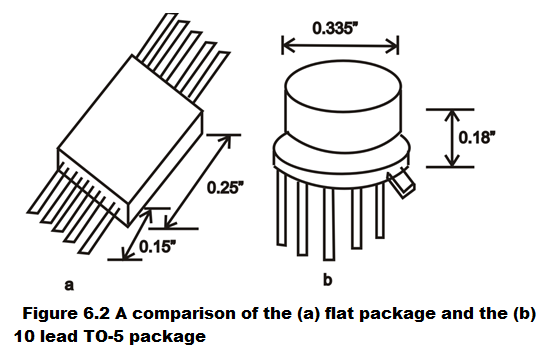 0.335"
0.18"
0.25"
0.15"
a
b
Figure 6.2 A comparison of the (a) flat package and the (b)
10 lead TO-5 package